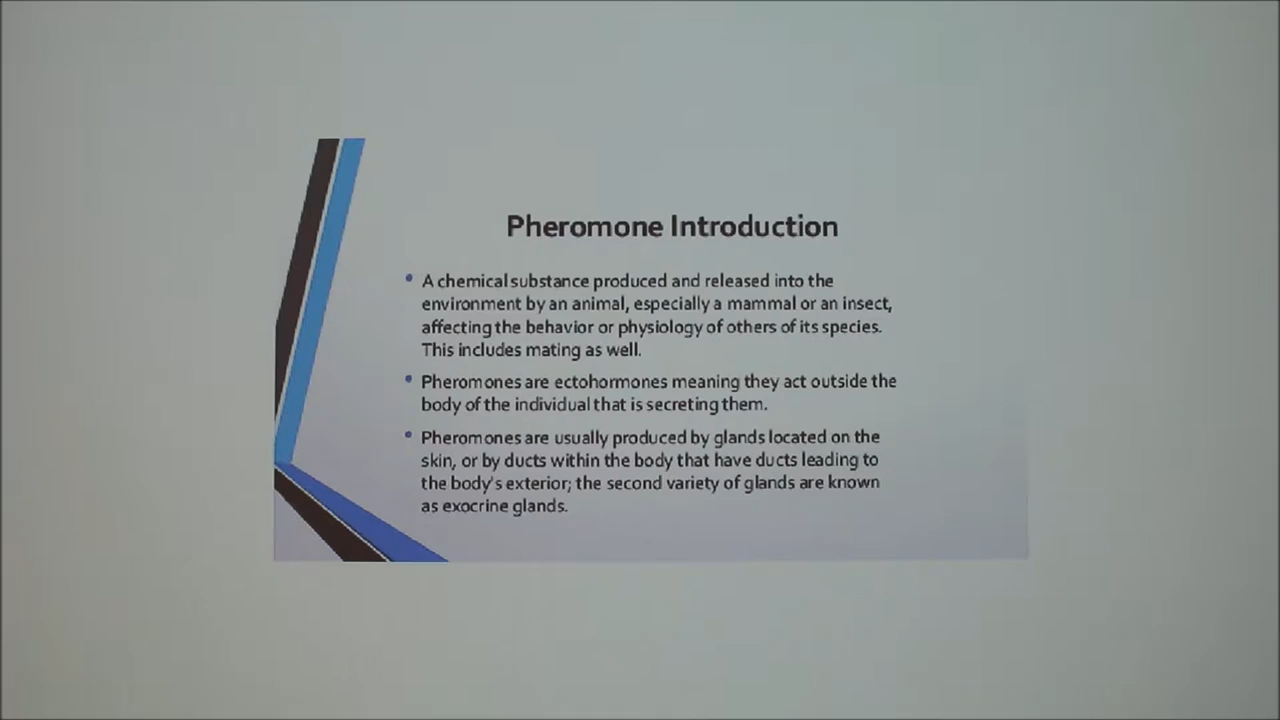 Pheromone Introduction
• A chemical substance produced and released into the
environment by an animal, especially a mammal or an insect,
affecting the behavior or physiology of others of its species.
This includes mating as well.
• Pheromones are ectohormones meaning they act outside the
body of the individual that is secreting them.
• Pheromones are usually produced by glands located on the
skin, or by ducts within the body that have ducts leading to
the body's exterior; the second variety of glands are known
as exocrine glands.